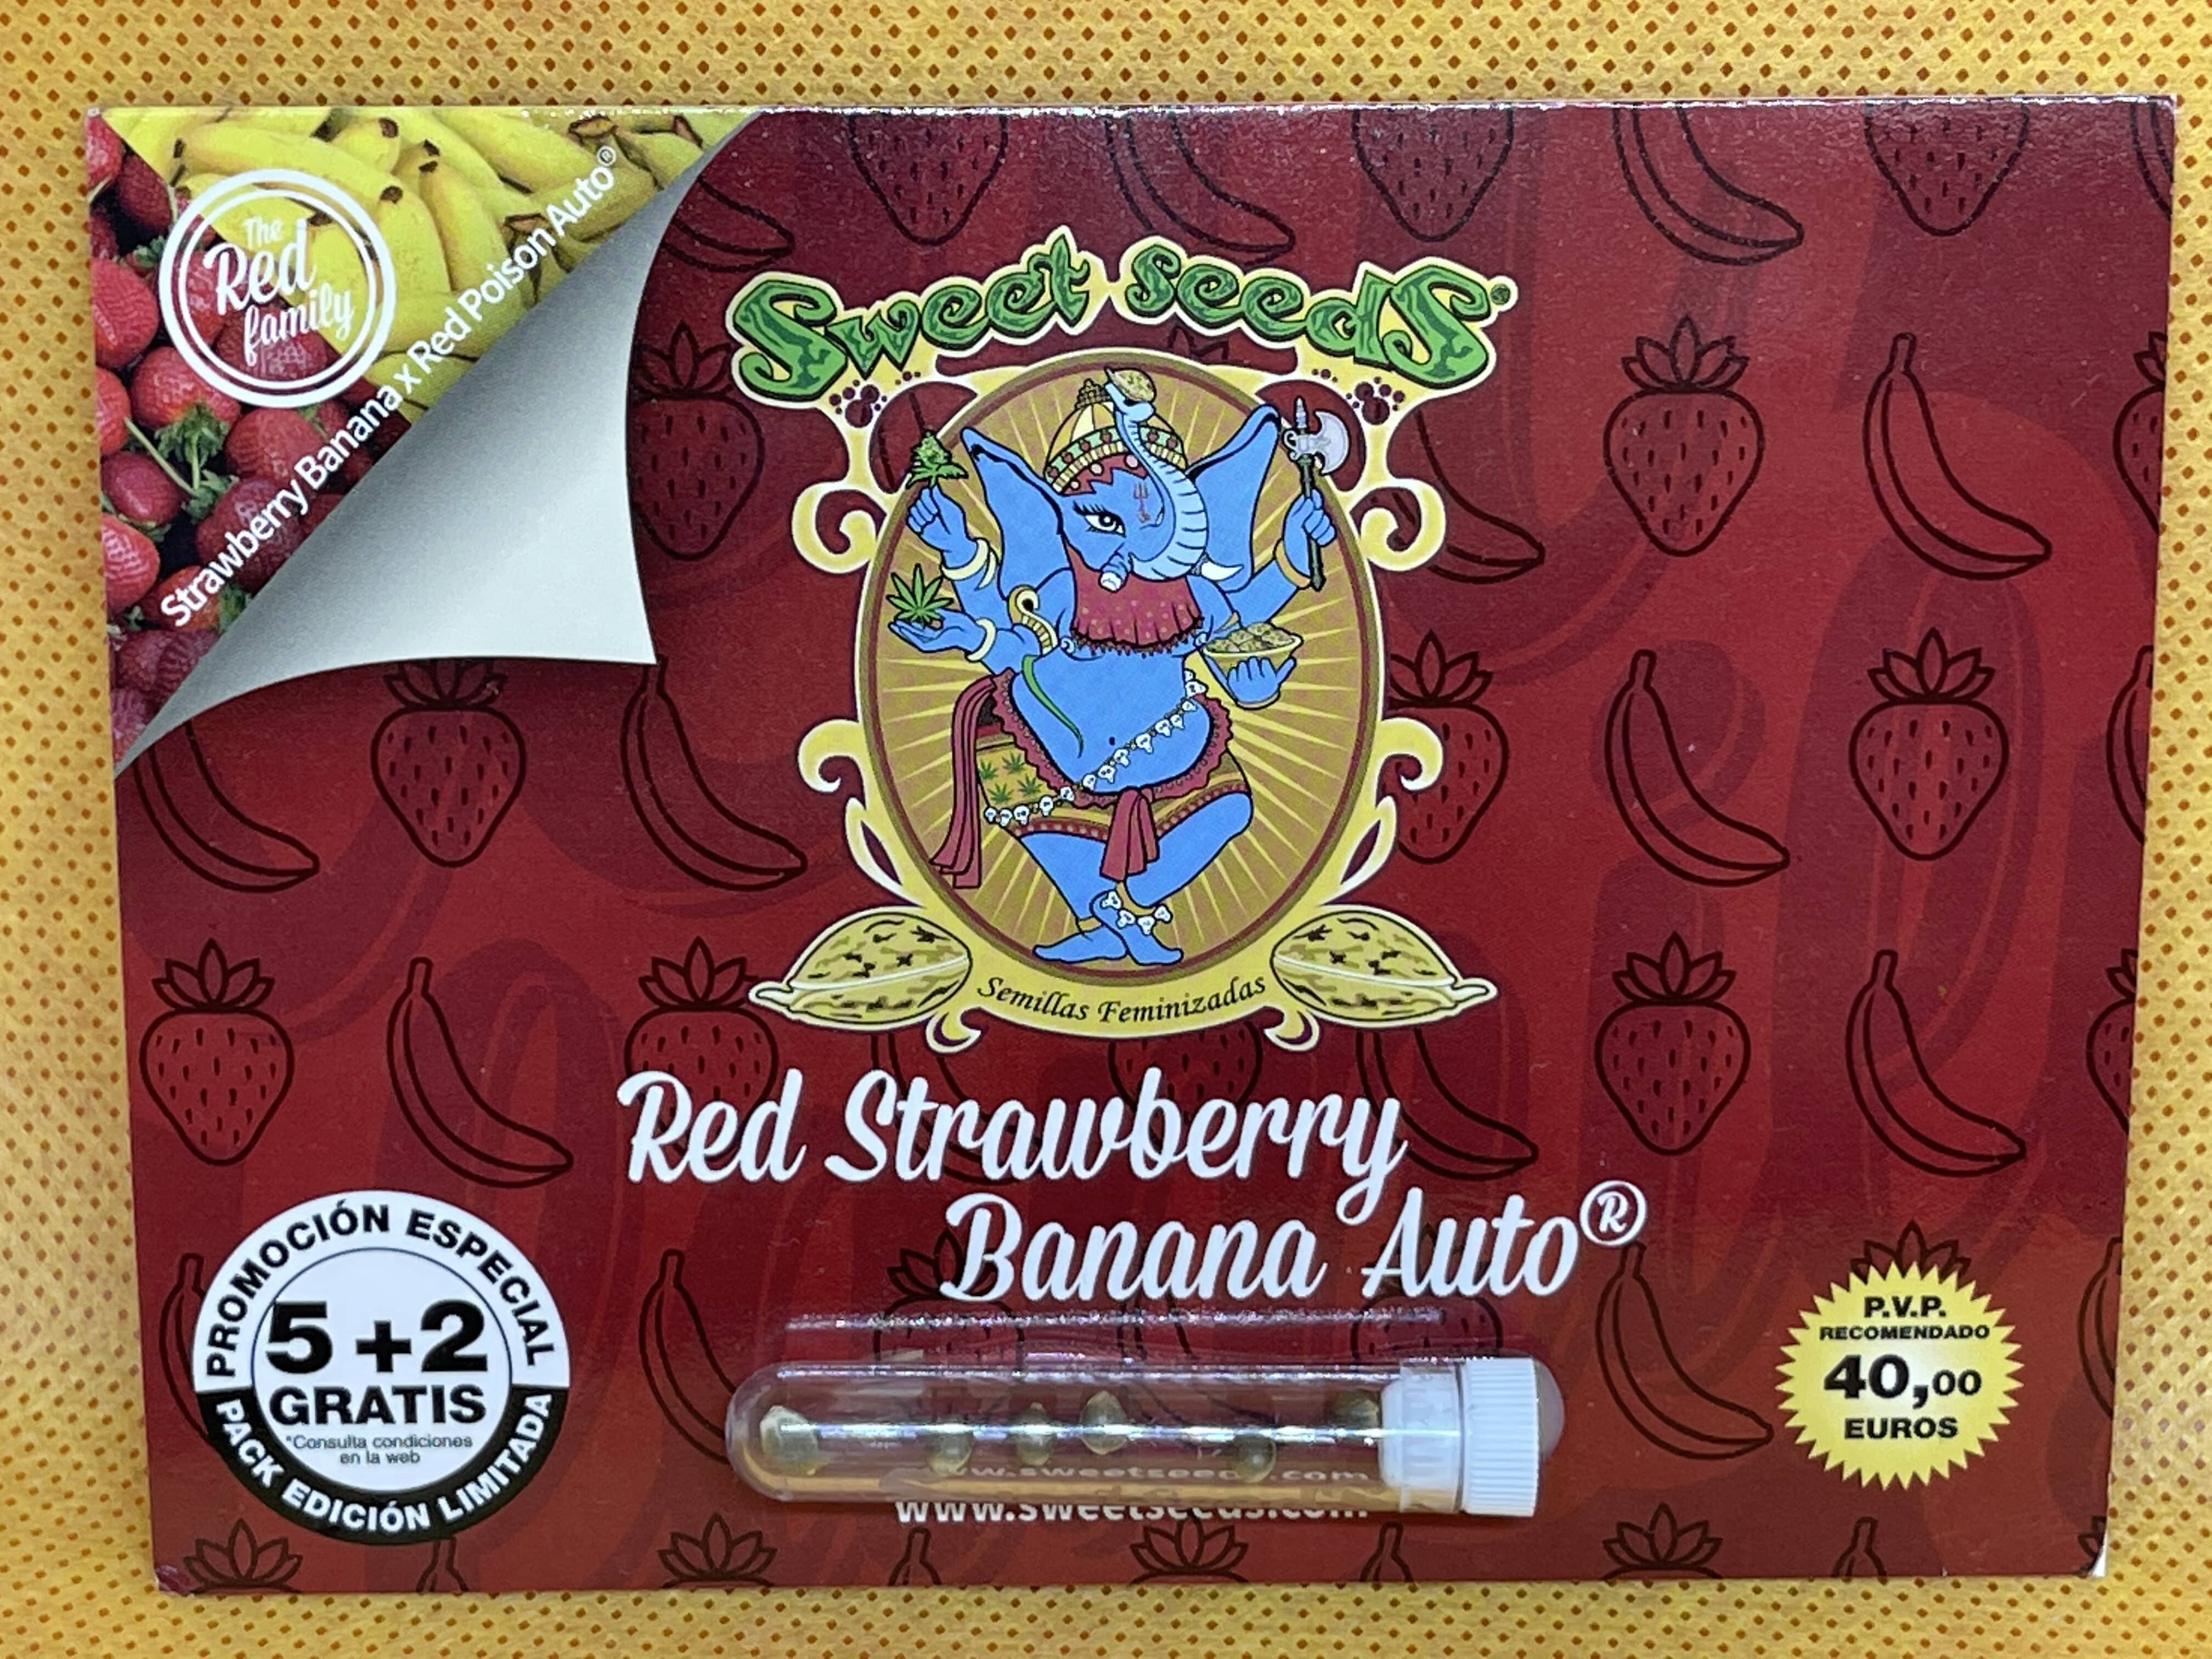 The
Red
family
Strawberry Banana x Red Poison Auto®
Sweet Seeds®
Semillas Feminizadas
Red Strawberry
Banana Auto®
PROMOCIÓN ESPECIAL
5+2
GRATIS
*Consulta condiciones
en la web
PACK EDICIÓN LIMITADA
P.V.P.
RECOMENDADO
40,00
EUROS
www.sweetseeds.com